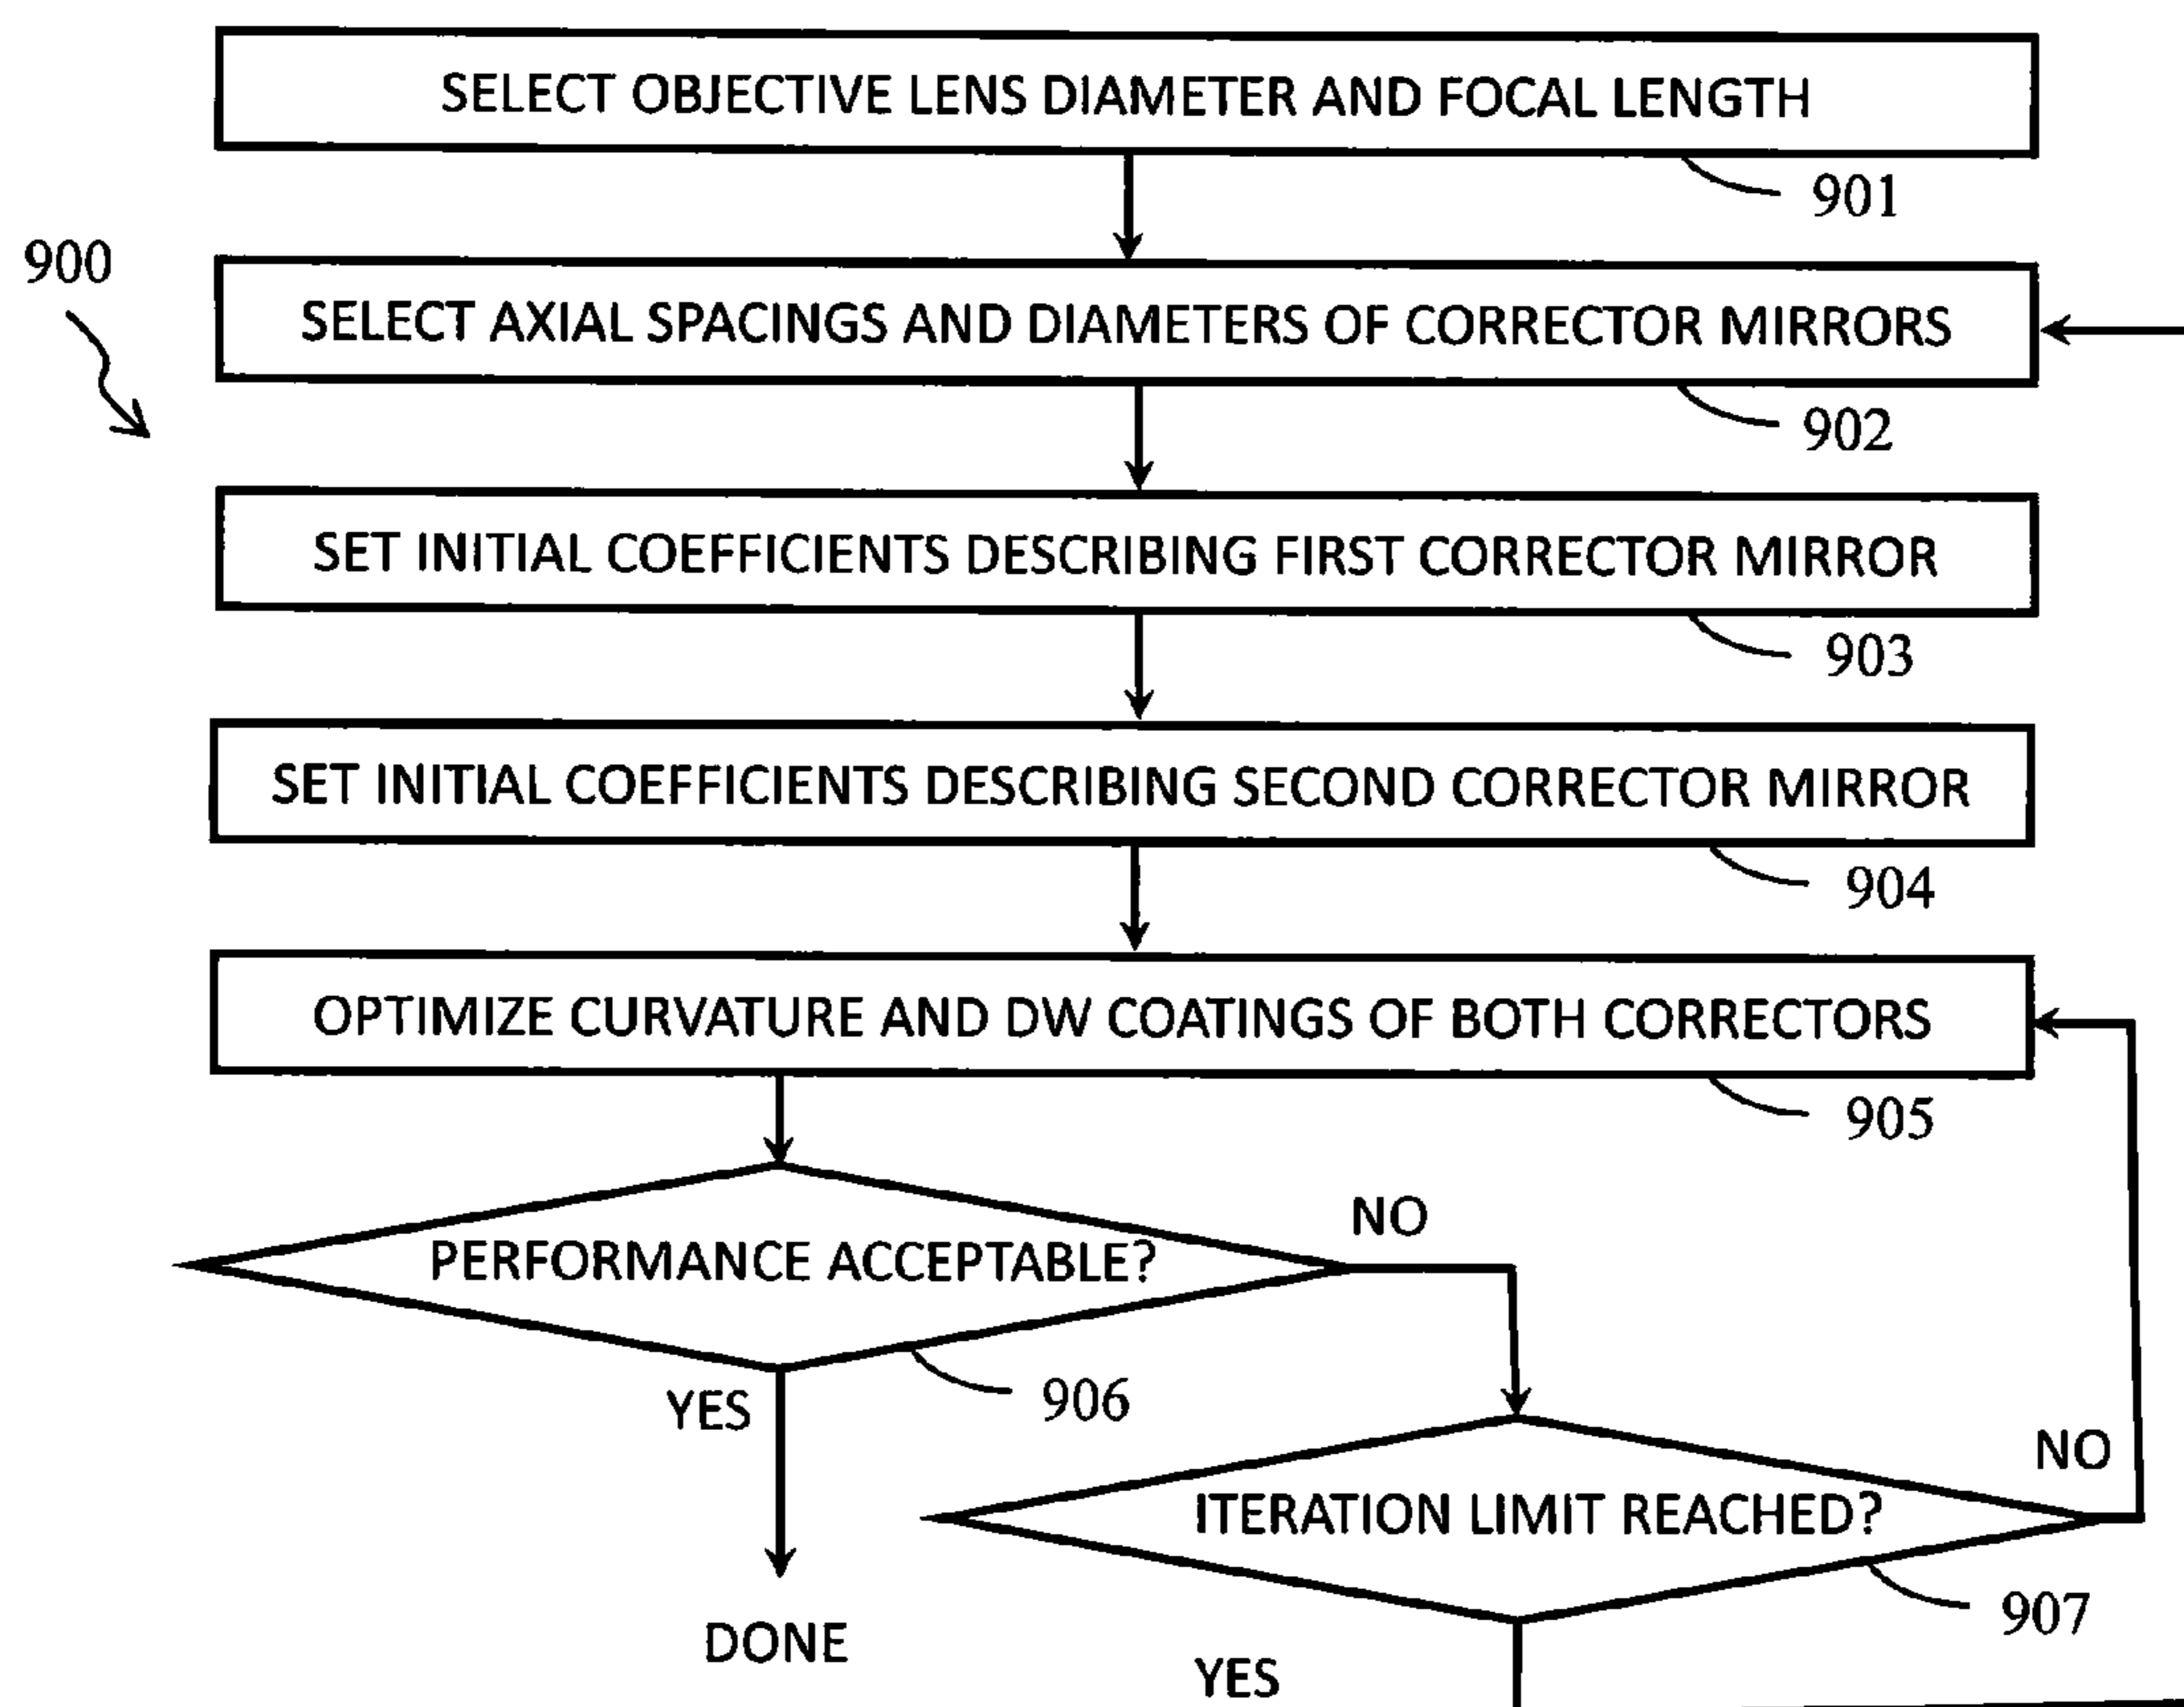 SELECT OBJECTIVE LENS DIAMETER AND FOCAL LENGTH
901
900
SELECT AXIAL SPACINGS AND DIAMETERS OF CORRECTOR MIRRORS
902
SET INITIAL COEFFICIENTS DESCRIBING FIRST CORRECTOR MIRROR
903
SET INITIAL COEFFICIENTS DESCRIBING SECOND CORRECTOR MIRROR
904
OPTIMIZE CURVATURE AND DW COATINGS OF BOTH CORRECTORS
905
PERFORMANCE ACCEPTABLE?
NO
906
YES
DONE
ITERATION LIMIT REACHED?
NO
907
YES